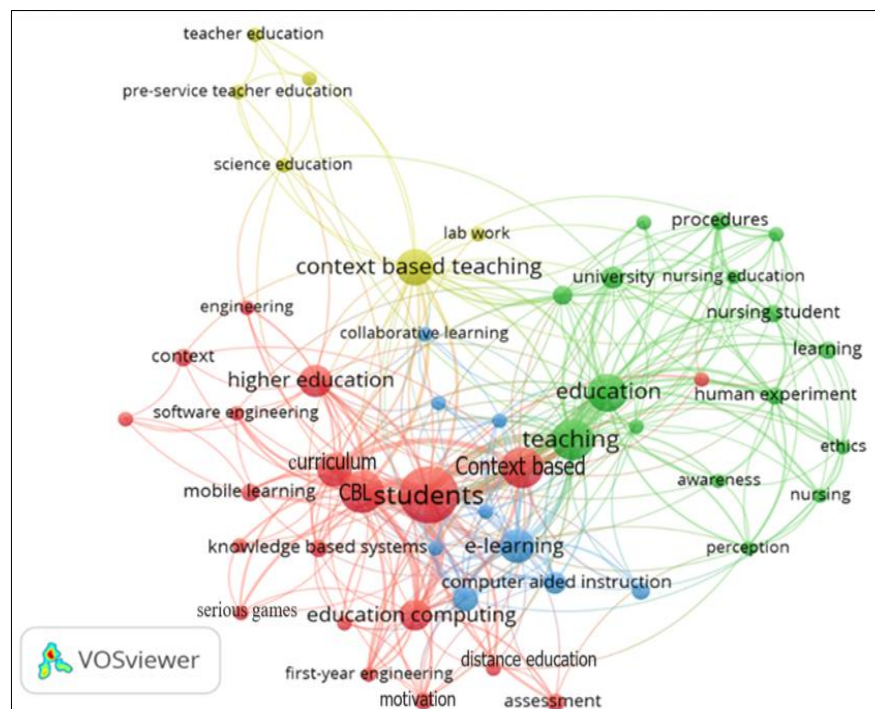 teacher education
pre-service teacher education
science education
lab work
context based teaching
procedures
university
nursing education
engineering
nursing student
collaborative learning
learning
context
higher education
education
human experiment
software engineering
teaching
ethics
curriculum
Context based
mobile learning
CBL
students
awareness
nursing
knowledge based systems
e-learning
perception
computer aided instruction
serious games
education computing
distance education
first-year engineering
motivation
assessment
VOSviewer